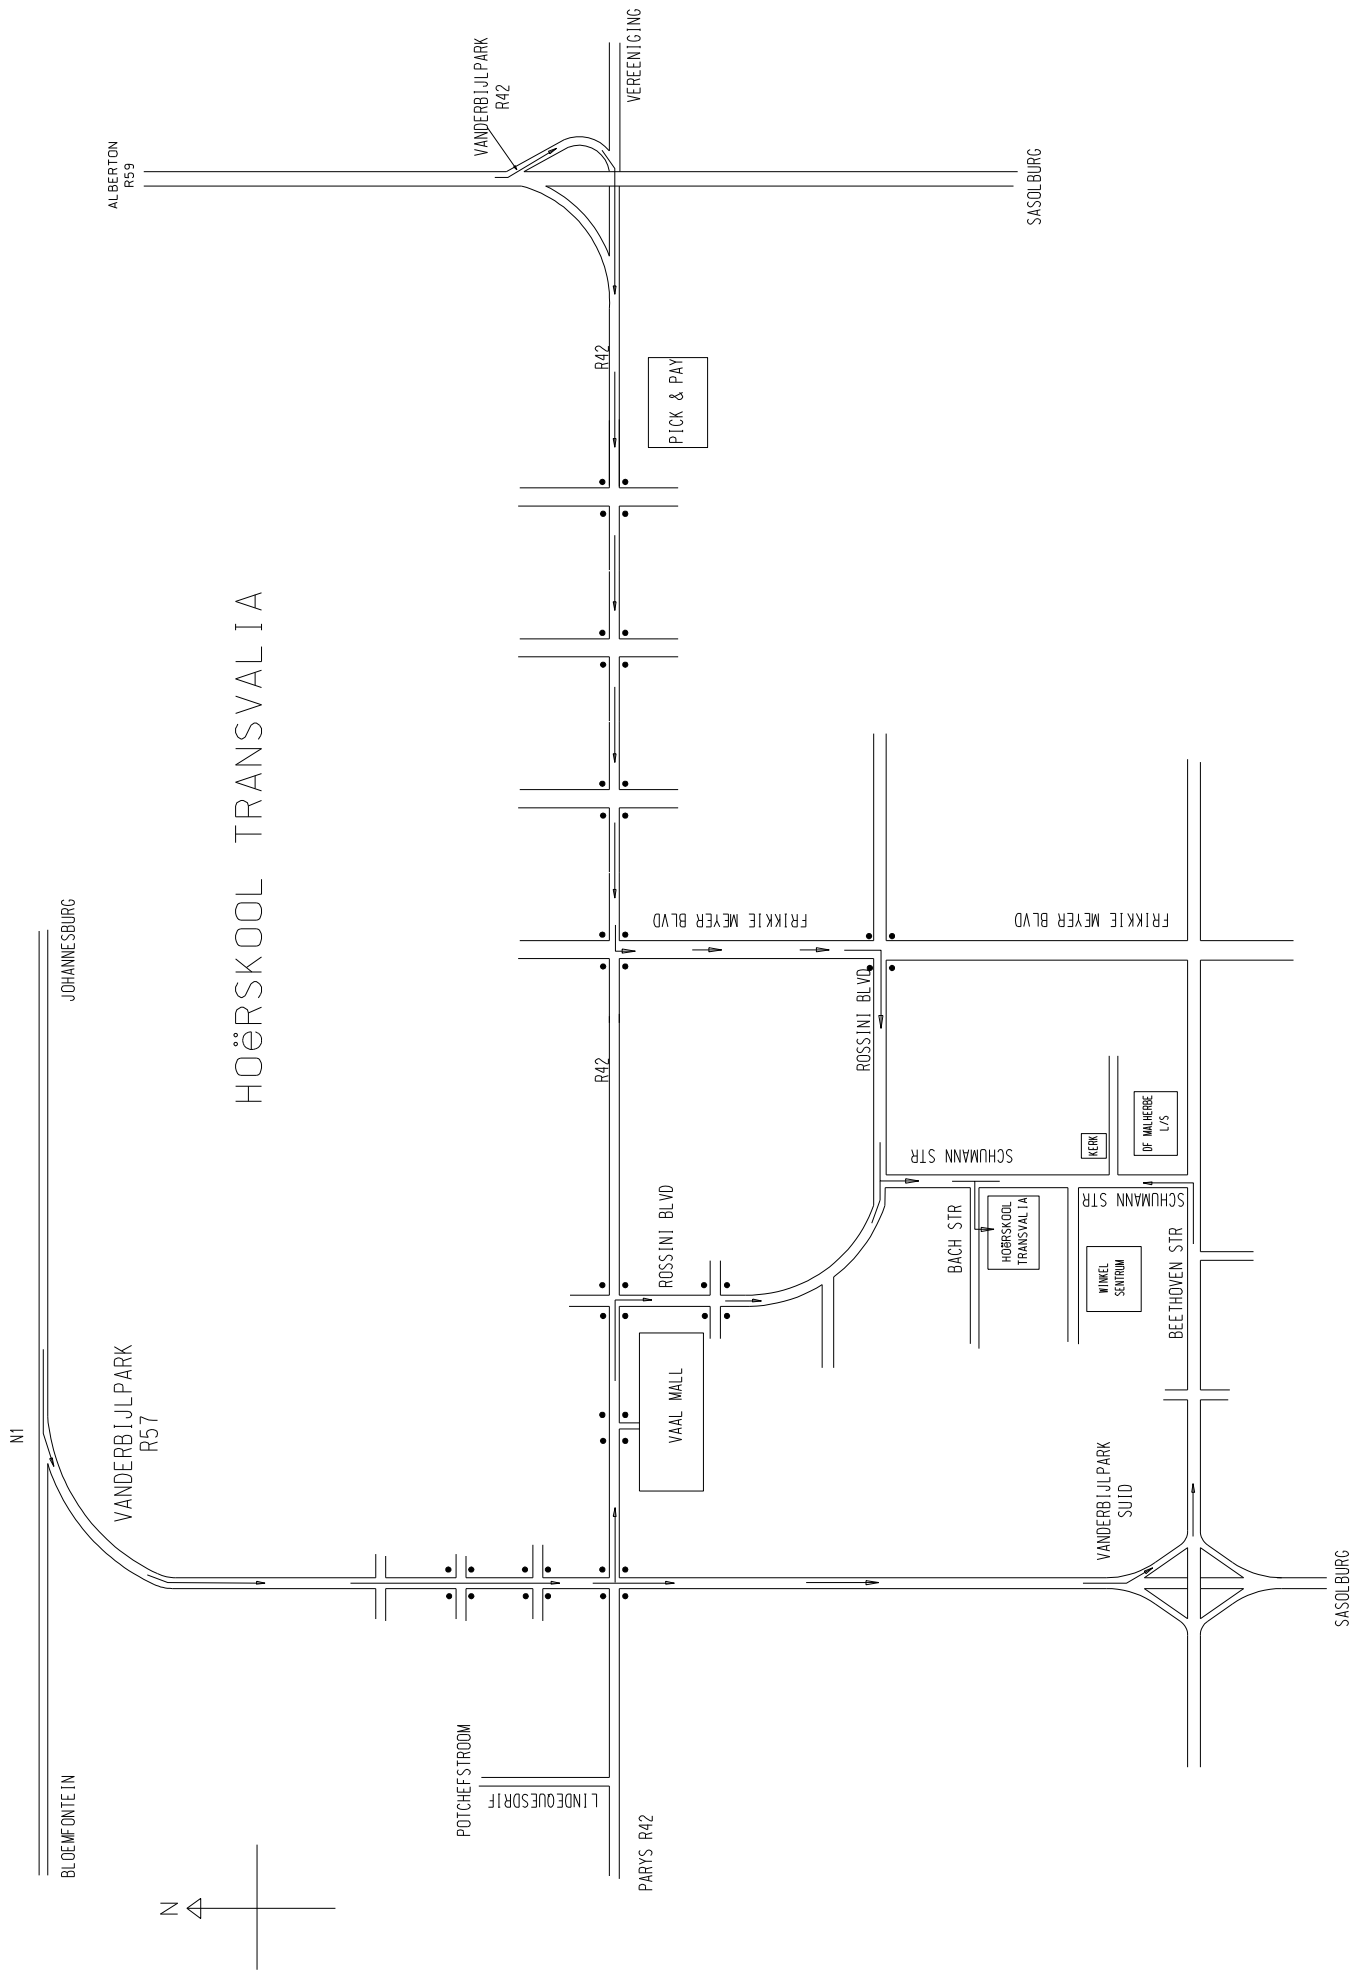 N1
JOHANNESBURG
BLOEMFONTEIN
VANDERBIJLPARK
R57
HOëRSKOOL TRANSVALIA
ALBERTON
R59
VANDERBIJLPARK
R42
VEREENIGING
SASOLBURG
N
POTCHEFSTROOM
LINDEQUESDRIF
PARYS R42
R42
R42
PICK & PAY
VAAL MALL
ROSSINI BLVD
FRIKKIE MEYER BLVD
ROSSINI BLVD
FRIKKIE MEYER BLVD
SCHUMANN STR
BACH STR
HOëRSKOOL
TRANSVALIA
KERK
DF MALHERBE
L/S
WINKEL
SENTRUM
SCHUMANN STR
BEETHOVEN STR
VANDERBIJLPARK
SUID
SASOLBURG